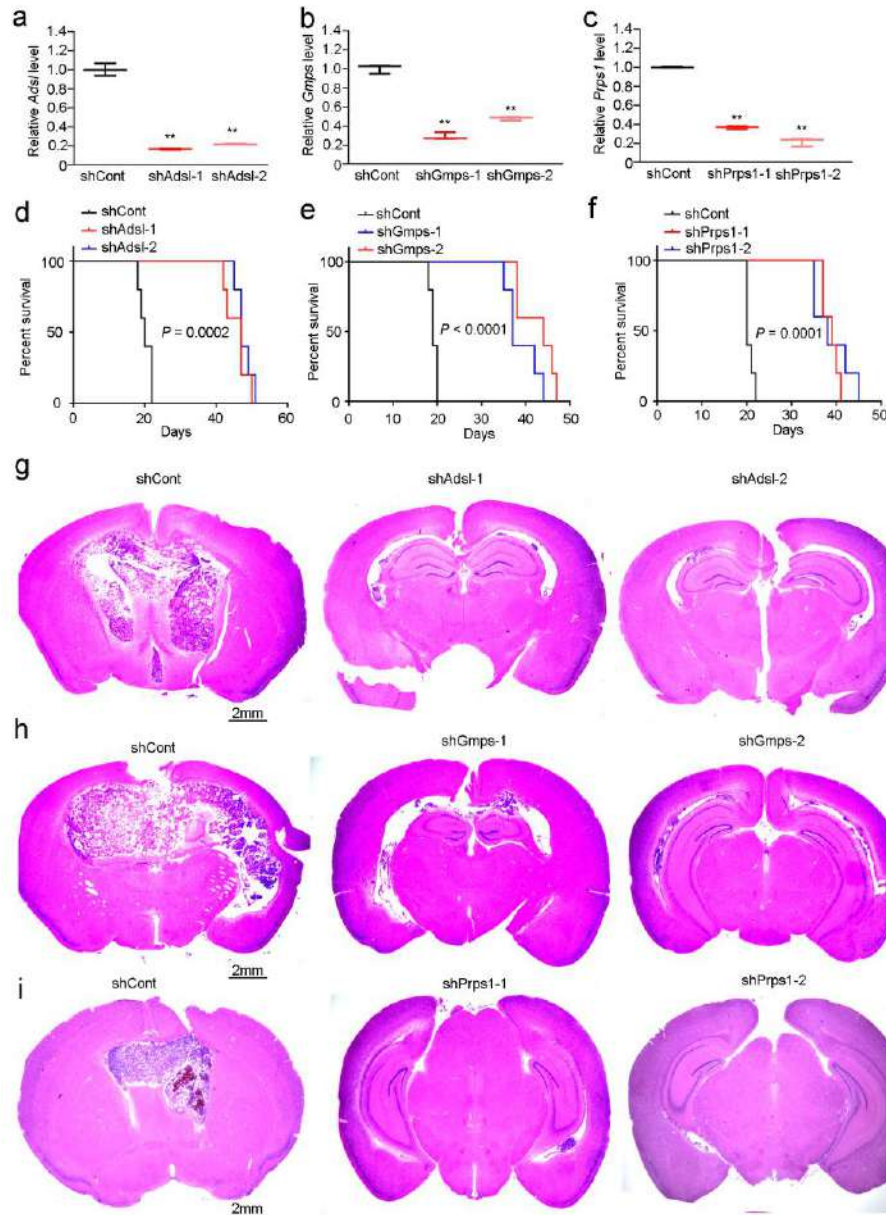 a
b
c
Relative Adsl level
1.4
1.2
1.0
0.8
0.6
0.4
0.2
0
**
**
shCont
shAdsl-1
shAdsl-2
Relative Gmps level
1.4
1.2
1.0
0.8
0.6
0.4
0.2
0
**
**
shCont
shGmps-1
shGmps-2
Relative Prps1 level
1.4
1.2
1.0
0.8
0.6
0.4
0.2
0
**
**
shCont
shPrps1-1
shPrps1-2
d
shCont
shAdsl-1
shAdsl-2
Percent survival
100
50
0
P = 0.0002
0
20
40
60
Days
e
shCont
shGmps-1
shGmps-2
Percent survival
100
50
0
P < 0.0001
0
10
20
30
40
50
Days
f
shCont
shPrps1-1
shPrps1-2
Percent survival
100
50
0
P = 0.0001
0
10
20
30
40
50
Days
g
shCont
shAdsl-1
shAdsl-2
2mm
h
shCont
shGmps-1
shGmps-2
2mm
i
shCont
shPrps1-1
shPrps1-2
2mm